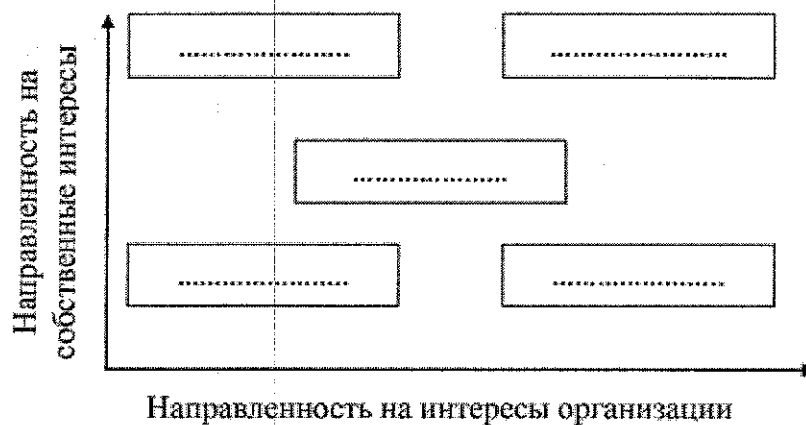 Направленность на
собственные интересы
Направленность на интересы организации